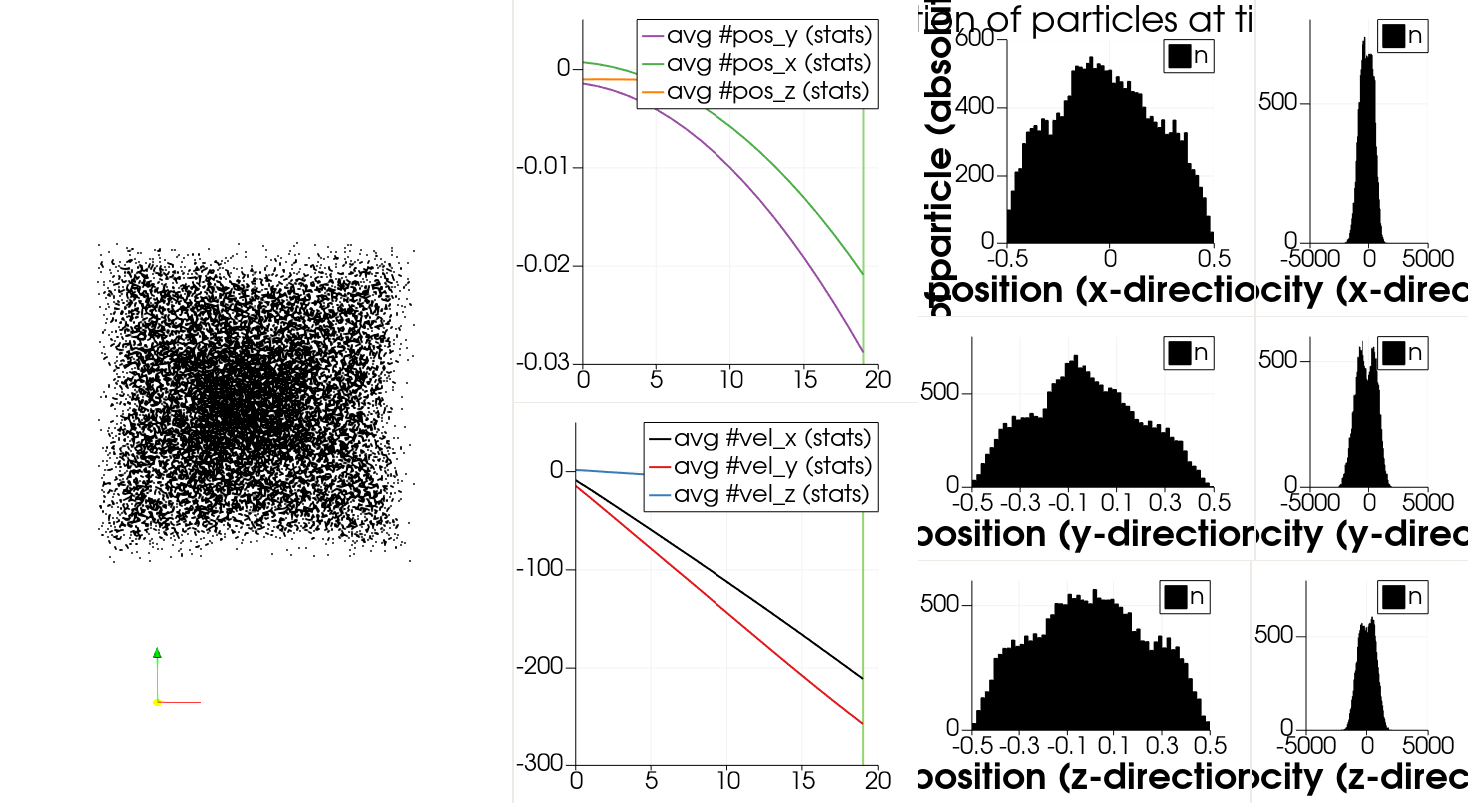 avg #pos_y (stats)
avg #pos_x (stats)
avg #pos_z (stats)
0
-0.01
-0.02
-0.03
0 5 10 15 20
avg #vel_x (stats)
avg #vel_y (stats)
avg #vel_z (stats)
0
-100
-200
-300
0 5 10 15 20
of particles at
particle
n
600
400
200
0
-0.5 0 0.5
position (x-directio
n
500
0
-5000 0 5000
ocity (x-direc
n
500
0
-0.5 -0.3 -0.1 0.1 0.3 0.5
position (y-direction
n
500
0
-5000 0 5000
ocity (y-direc
n
500
0
-0.5 -0.3 -0.1 0.1 0.3 0.5
position (z-direction
n
500
0
-5000 0 5000
ocity (z-direc